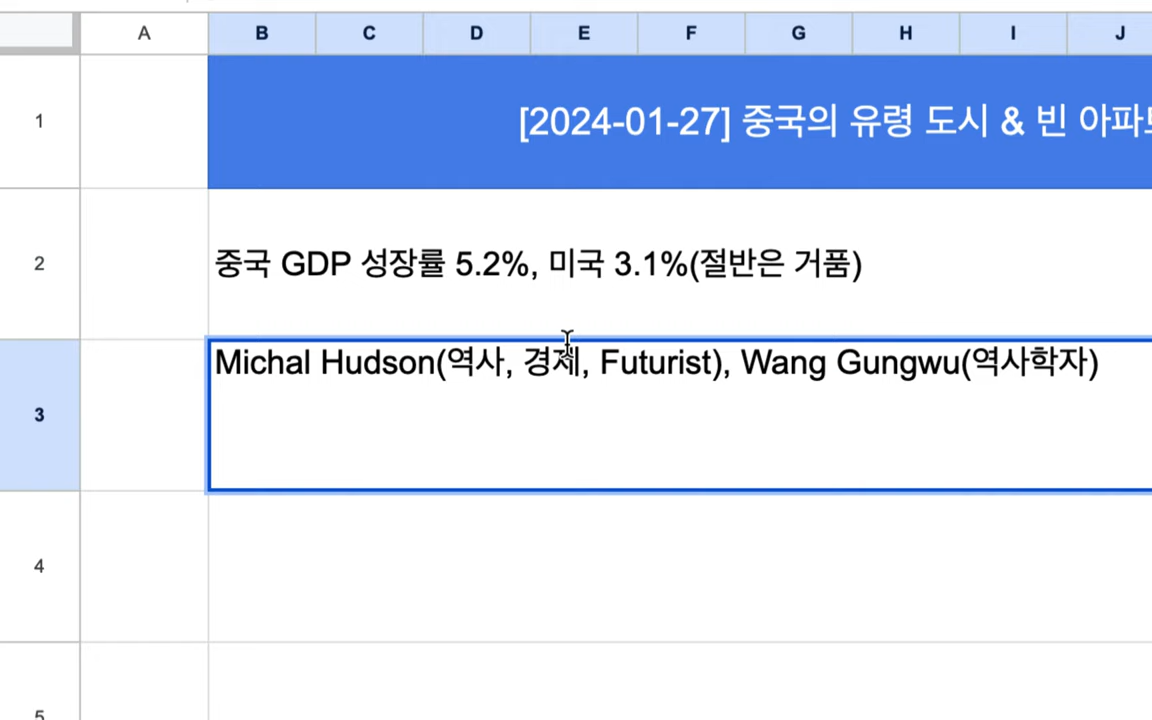 A B C D E F G H I J
1
[2024-01-27] 중국의 유령 도시 & 빈
2
중국 GDP 성장률 5.2%, 미국 3.1%(절반은 거품)
3
Michal Hudson(역사, 경제, Futurist), Wang Gungwu(역사학자)
4
5